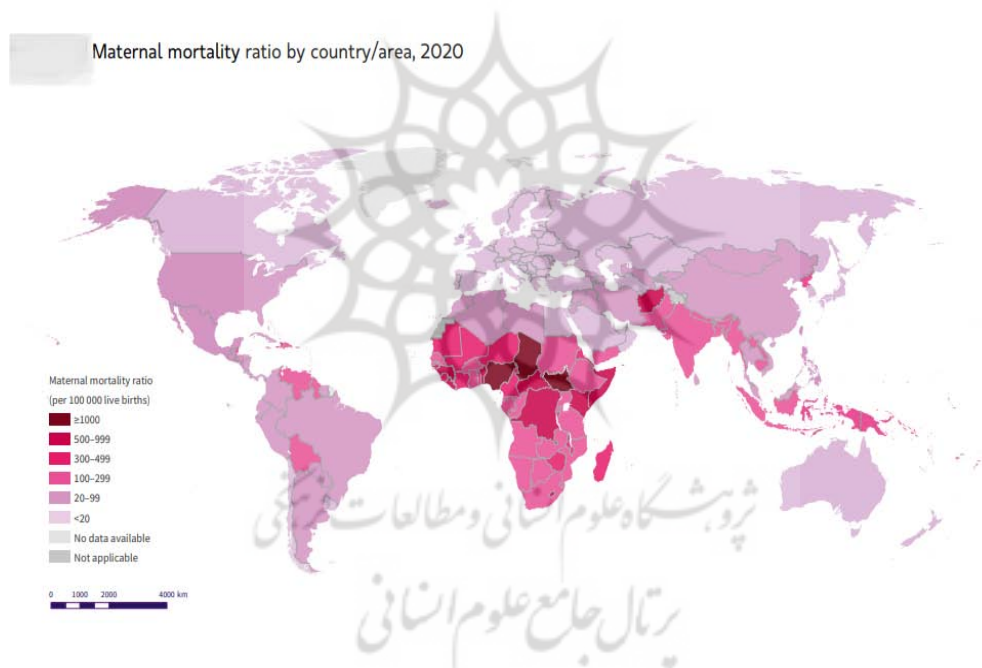 Maternal mortality ratio by country/area, 2020
Maternal mortality ratio
(per 100 000 live births)
≥1000
500–999
300–499
100–299
20–99
<20
No data available
Not applicable
0 1000 2000 4000 km
پژوهشگاه علوم انسانی و مطالعات فرهنگی
پرتال جامع علوم انسانی